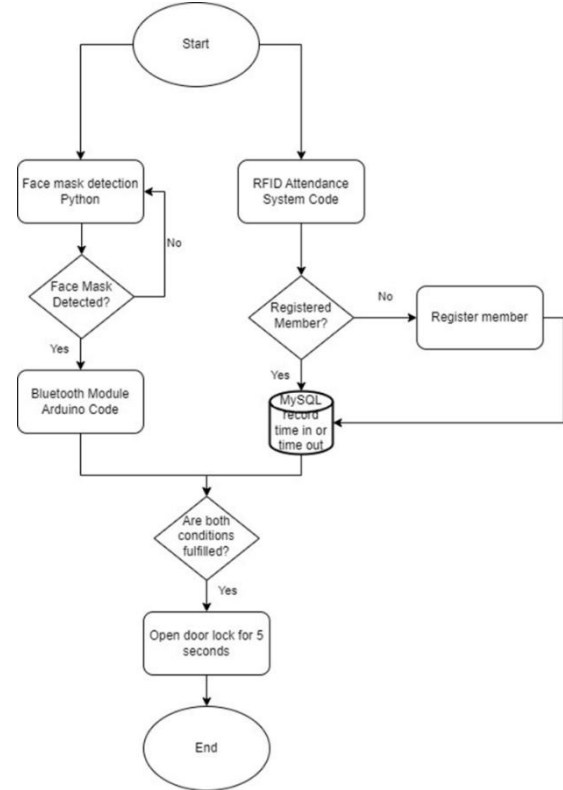 Start
Face mask detection
Python
RFID Attendance
System Code
No
Face Mask
Detected?
Registered
Member?
No
Register member
Yes
Yes
Bluetooth Module
Arduino Code
MySQL
record
time in or
time out
Are both
conditions
fulfilled?
Yes
Open door lock for 5
seconds
End